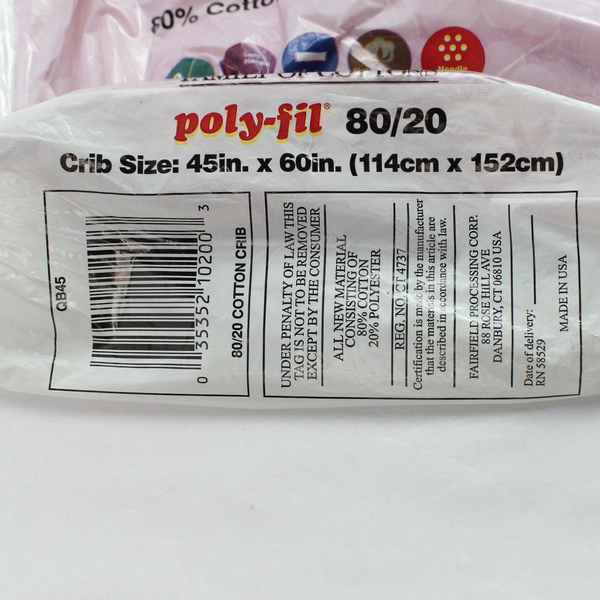 80% Cotto
Needle
FAMILY OF COTTONS
poly-fil® 80/20
Crib Size: 45in. x 60in. (114cm x 152cm)
QB45
0 35352 10200 3
80/20 COTTON CRIB
UNDER PENALTY OF LAW THIS
TAG IS NOT TO BE REMOVED
EXCEPT BY THE CONSUMER
ALL NEW MATERIAL
CONSISTING OF
80% COTTON
20% POLYESTER
REG. NO. CT 4737
Certification is made by the manufacturer
that the materials in this article are
described in accordance with law.
FAIRFIELD PROCESSING CORP.
88 ROSE HILL AVE
DANBURY, CT 06810 USA
Date of delivery:
RN 58529
MADE IN USA